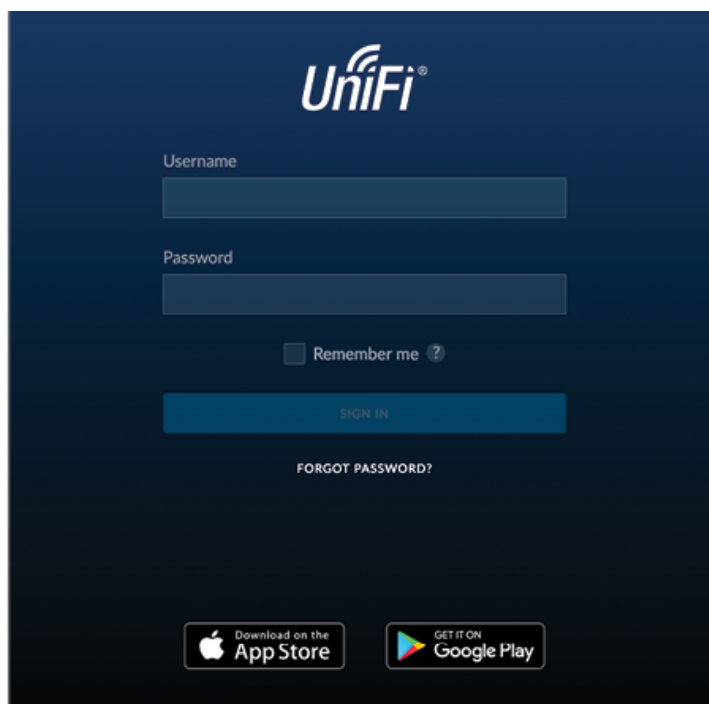 UniFi®
Username
Password
Remember me ?
SIGN IN
FORGOT PASSWORD?
Download on the
App Store
GET IT ON
Google Play